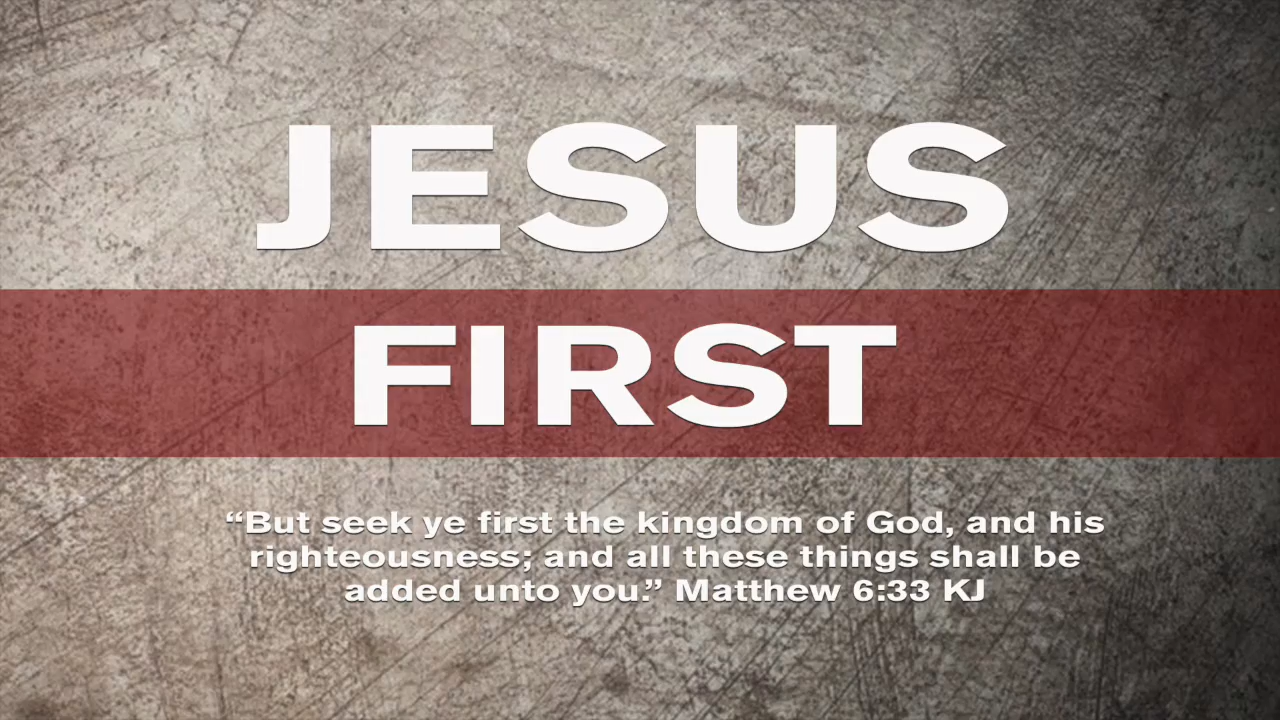 JESUS
FIRST
“But seek ye first the kingdom of God, and his
righteousness; and all these things shall be
added unto you.” Matthew 6:33 KJ